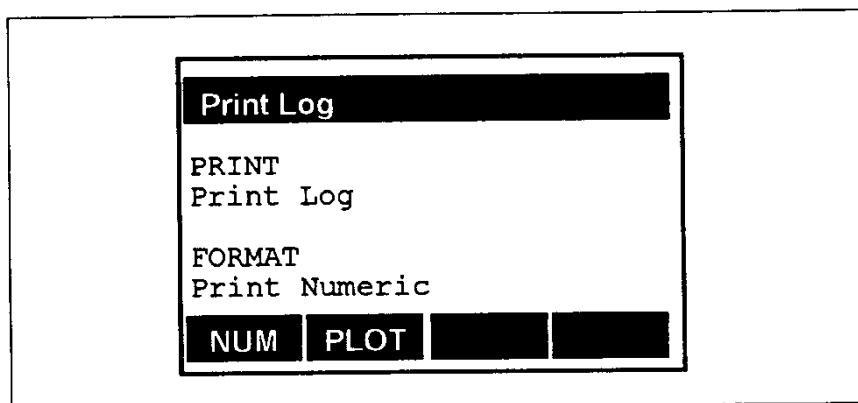 Print Log
PRINT
Print Log
FORMAT
Print Numeric
NUM PLOT